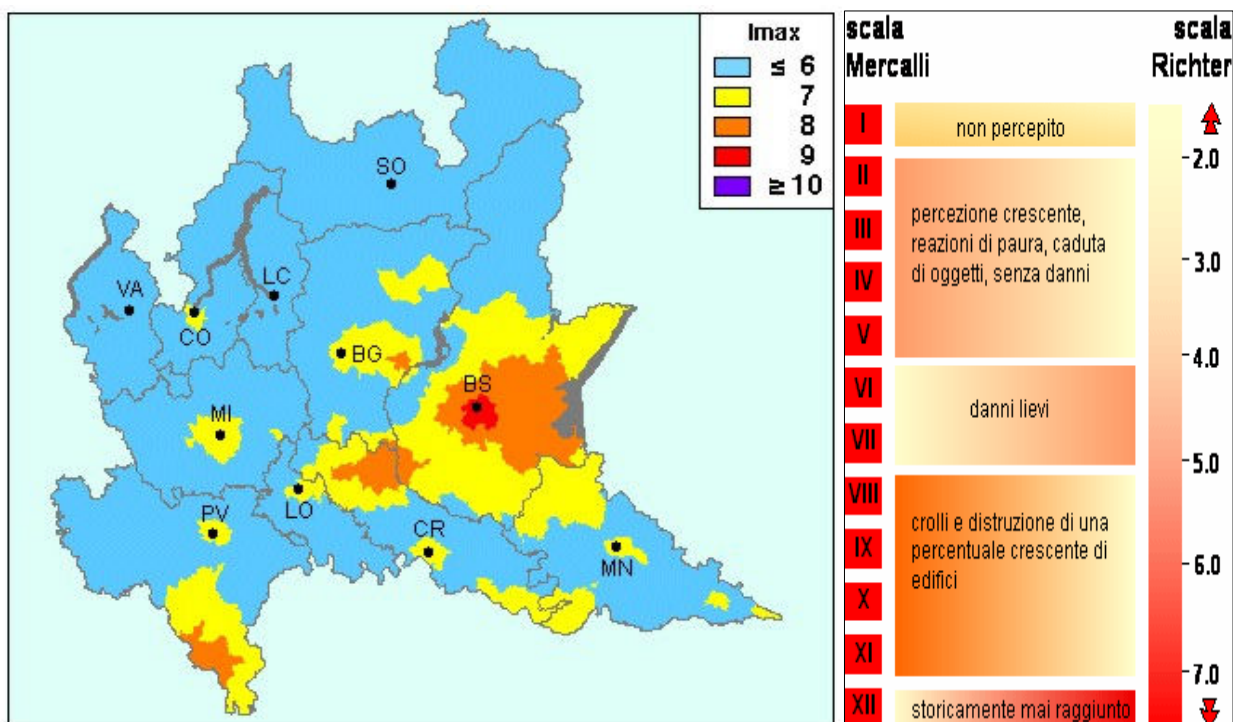 Imax
≤ 6
7
8
9
≥ 10
SO
VA
CO
LC
BG
BS
MI
LO
PV
CR
MN
scala
Mercalli
scala
Richter
I
non percepito
2.0
II
III
percezione crescente,
reazioni di paura, caduta
di oggetti, senza danni
3.0
IV
V
4.0
VI
danni lievi
VII
5.0
VIII
crolli e distruzione di una
percentuale crescente di
edifici
IX
6.0
X
XI
7.0
XII
storicamente mai raggiunto